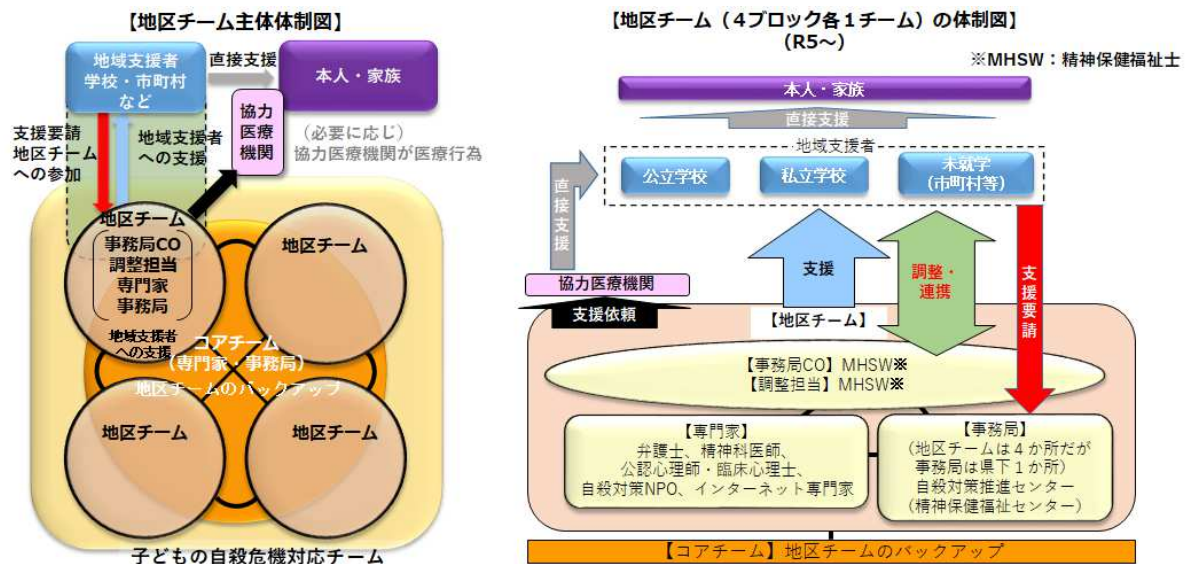 【地区チーム主体体制図】
地域支援者
学校・市町村
など
直接支援
本人・家族
支援要請
地区チーム
への参加
地域支援者
への支援
協力
医療
機関
（必要に応じ）
協力医療機関が医療行為
地区チーム
事務局CO
調整担当
専門家
事務局
地域支援者
への支援
地区チーム
コアチーム
（専門家・事務局）
地区チームのバックアップ
地区チーム
地区チーム
子どもの自殺危機対応チーム
【地区チーム（４ブロック各１チーム）の体制図】
（R5～）
※MHSW：精神保健福祉士
本人・家族
直接支援
地域支援者
公立学校
私立学校
未就学
(市町村等)
直接支援
協力医療機関
支援依頼
支援
調整・
連携
支援要請
【地区チーム】
【事務局CO】MHSW※
【調整担当】MHSW※
【専門家】
弁護士、精神科医師、
公認心理師・臨床心理士、
自殺対策NPO、インターネット専門家
【事務局】
(地区チームは４か所だが
事務局は県下１か所)
自殺対策推進センター
(精神保健福祉センター)
【コアチーム】地区チームのバックアップ